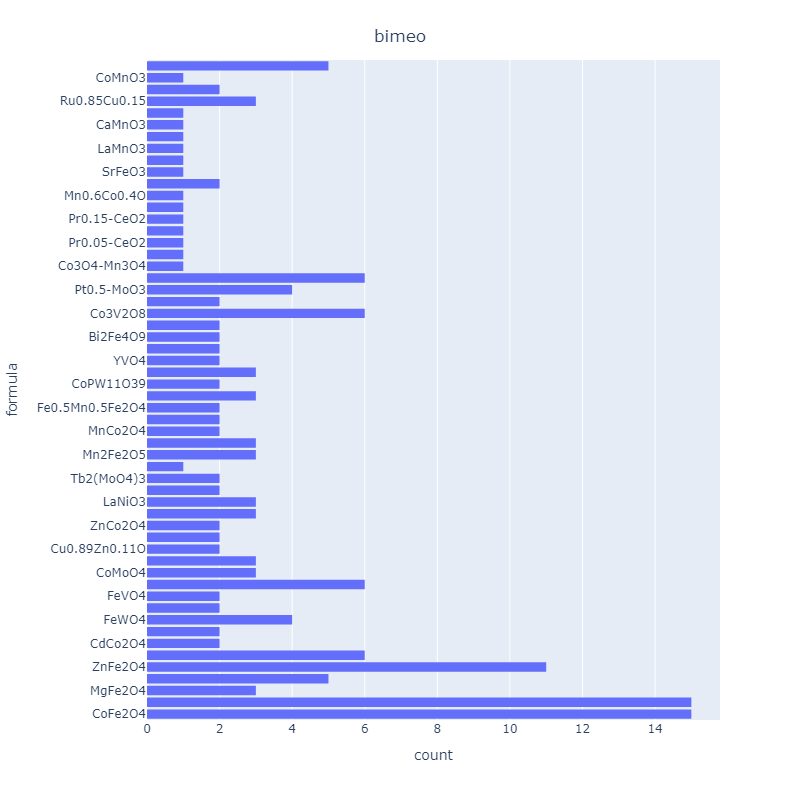 bimeo
CoMnO3
Ru0.85Cu0.15
CaMnO3
LaMnO3
SrFeO3
Mn0.6Co0.4O
Pr0.15-CeO2
Pr0.05-CeO2
Co3O4-Mn3O4
Pt0.5-MoO3
Co3V2O8
Bi2Fe4O9
YVO4
CoPW11O39
Fe0.5Mn0.5Fe2O4
MnCo2O4
Mn2Fe2O5
Tb2(MoO4)3
LaNiO3
ZnCo2O4
Cu0.89Zn0.11O
CoMoO4
FeVO4
FeWO4
CdCo2O4
ZnFe2O4
MgFe2O4
CoFe2O4
formula
0 2 4 6 8 10 12 14
count